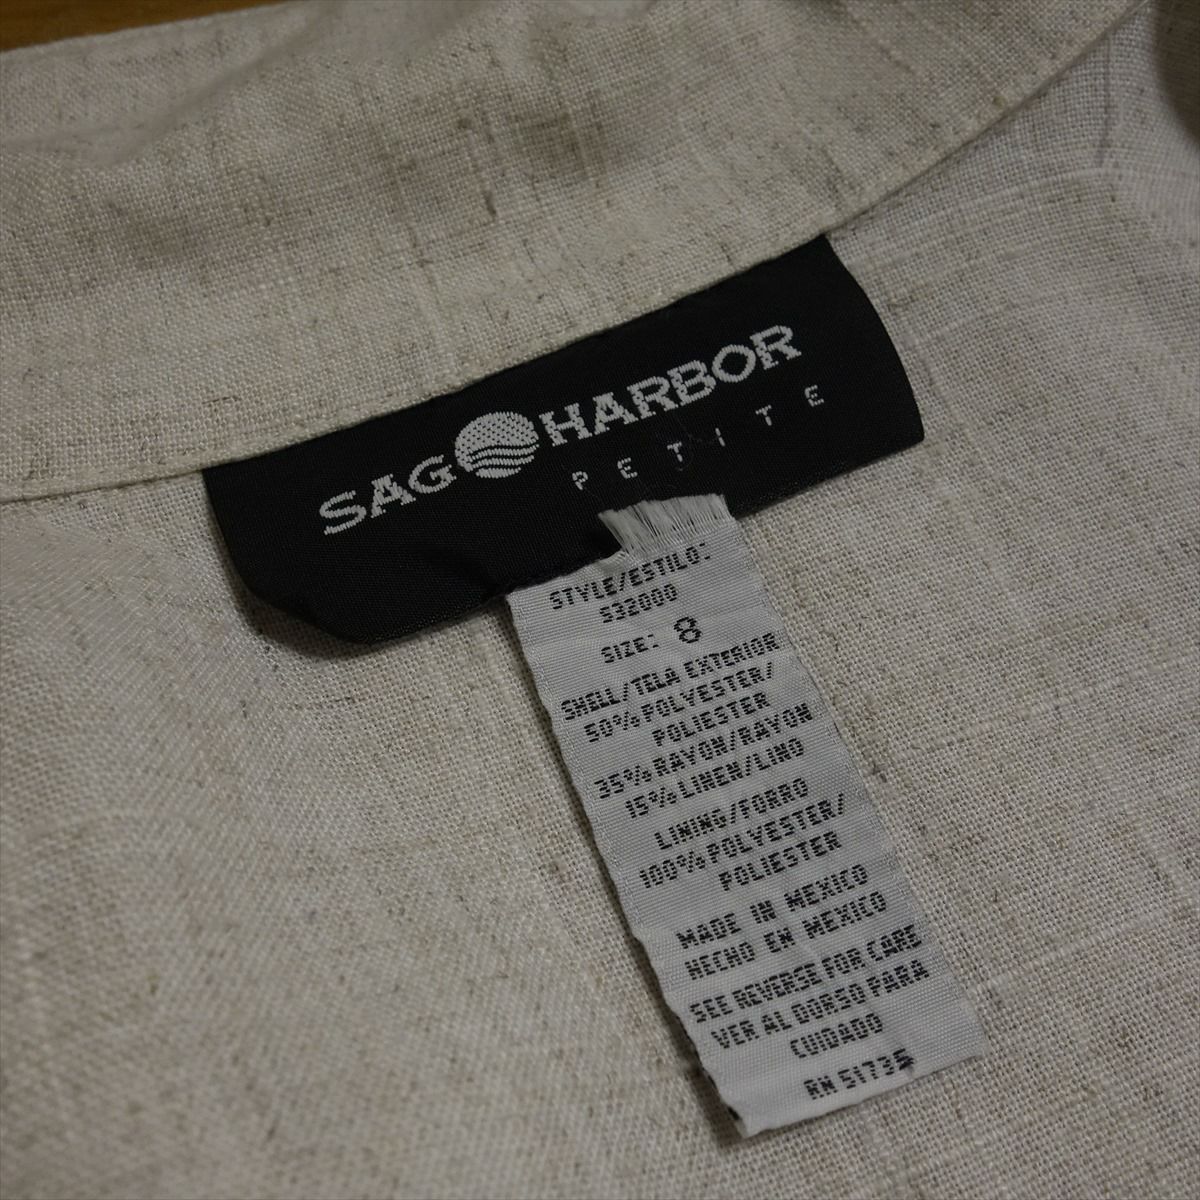 SAG HARBOR
PETITE
STYLE/ESTILO:
S32000
SIZE: 8
SHELL/TELA EXTERIOR
50% POLYESTER/
POLIESTER
35% RAYON/RAYON
15% LINEN/LINO
LINING/FORRO
100% POLYESTER/
POLIESTER
MADE IN MEXICO
HECHO EN MEXICO
SEE REVERSE FOR CARE
VER AL DORSO PARA
CUIDADO
RN 51735